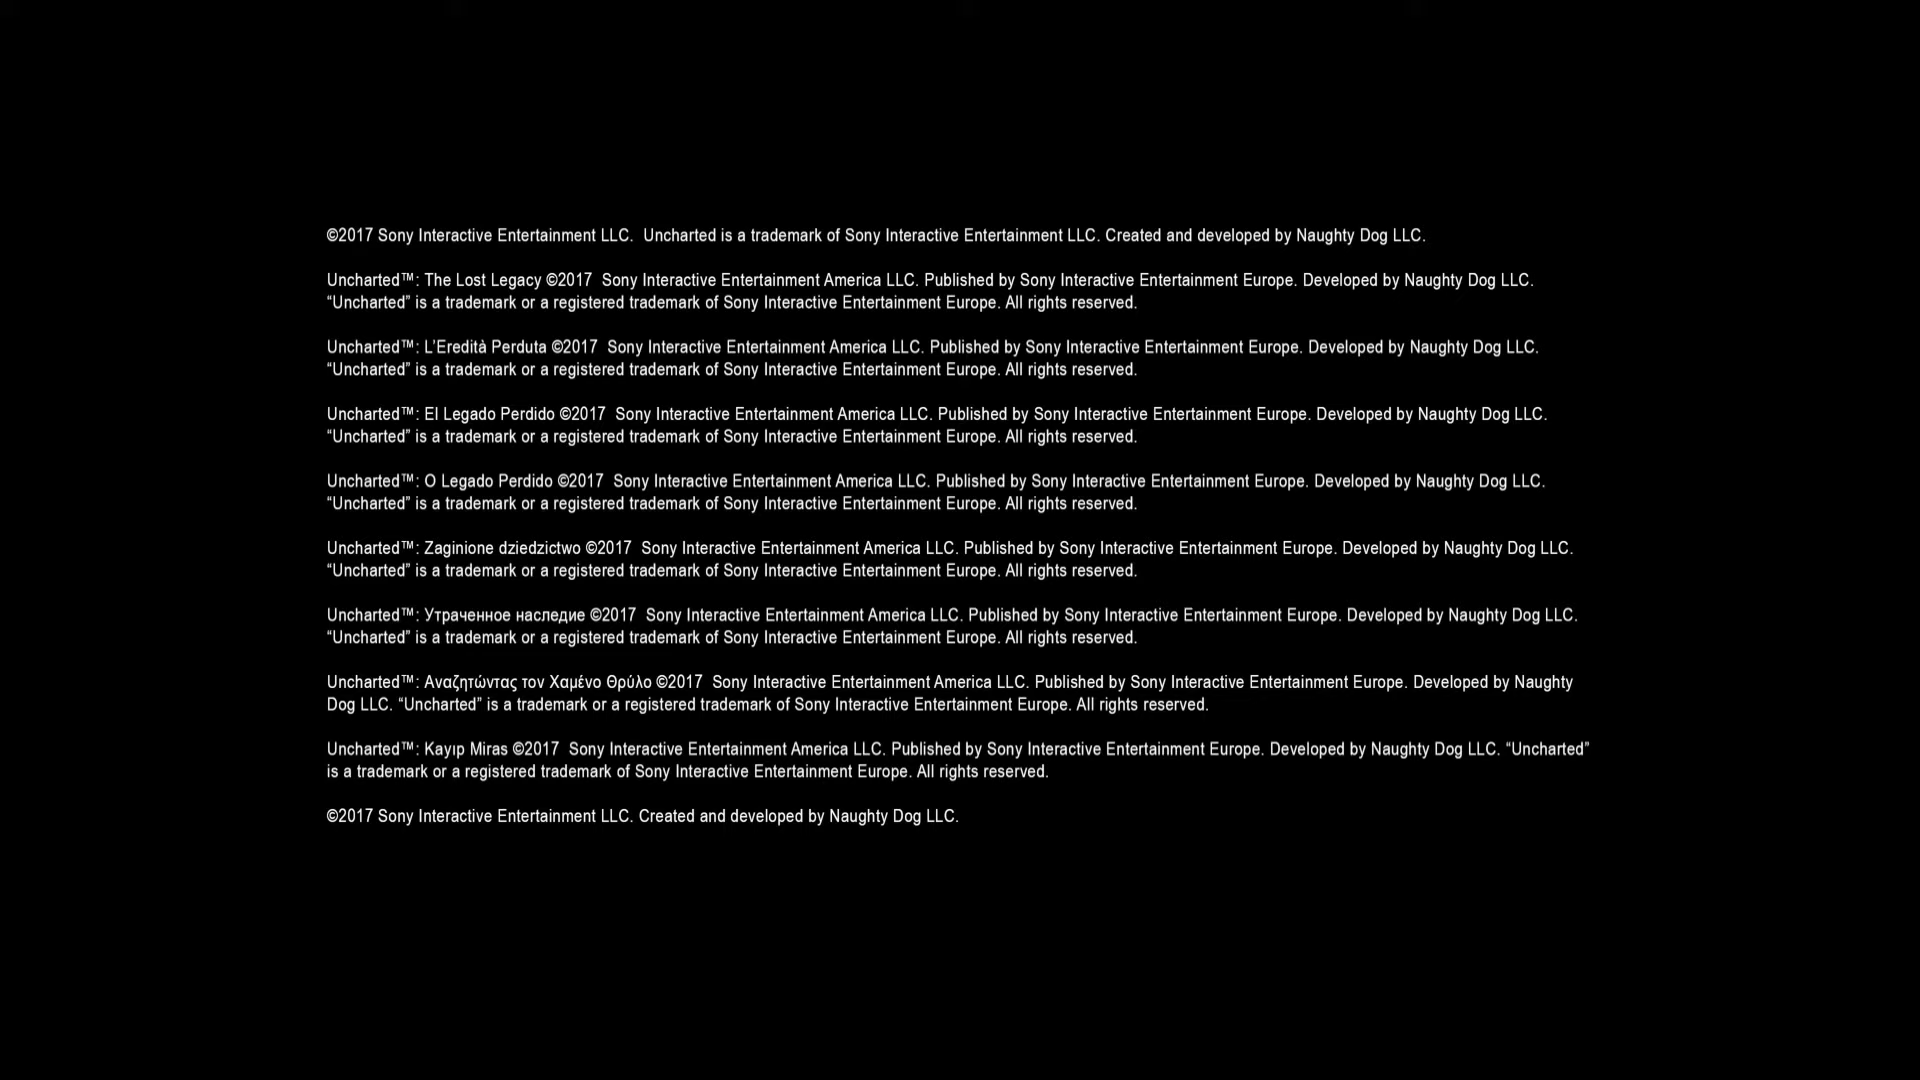 ©2017 Sony Interactive Entertainment LLC.  Uncharted is a trademark of Sony Interactive Entertainment LLC. Created and developed by Naughty Dog LLC.
Uncharted™: The Lost Legacy ©2017  Sony Interactive Entertainment America LLC. Published by Sony Interactive Entertainment Europe. Developed by Naughty Dog LLC.
“Uncharted” is a trademark or a registered trademark of Sony Interactive Entertainment Europe. All rights reserved.
Uncharted™: L’Eredità Perduta ©2017  Sony Interactive Entertainment America LLC. Published by Sony Interactive Entertainment Europe. Developed by Naughty Dog LLC.
“Uncharted” is a trademark or a registered trademark of Sony Interactive Entertainment Europe. All rights reserved.
Uncharted™: El Legado Perdido ©2017  Sony Interactive Entertainment America LLC. Published by Sony Interactive Entertainment Europe. Developed by Naughty Dog LLC.
“Uncharted” is a trademark or a registered trademark of Sony Interactive Entertainment Europe. All rights reserved.
Uncharted™: O Legado Perdido ©2017  Sony Interactive Entertainment America LLC. Published by Sony Interactive Entertainment Europe. Developed by Naughty Dog LLC.
“Uncharted” is a trademark or a registered trademark of Sony Interactive Entertainment Europe. All rights reserved.
Uncharted™: Zaginione dziedzictwo ©2017  Sony Interactive Entertainment America LLC. Published by Sony Interactive Entertainment Europe. Developed by Naughty Dog LLC.
“Uncharted” is a trademark or a registered trademark of Sony Interactive Entertainment Europe. All rights reserved.
Uncharted™: Утраченное наследие ©2017  Sony Interactive Entertainment America LLC. Published by Sony Interactive Entertainment Europe. Developed by Naughty Dog LLC.
“Uncharted” is a trademark or a registered trademark of Sony Interactive Entertainment Europe. All rights reserved.
Uncharted™: Αναζητώντας τον Χαμένο Θρύλο ©2017  Sony Interactive Entertainment America LLC. Published by Sony Interactive Entertainment Europe. Developed by Naughty
Dog LLC. “Uncharted” is a trademark or a registered trademark of Sony Interactive Entertainment Europe. All rights reserved.
Uncharted™: Kayıp Miras ©2017  Sony Interactive Entertainment America LLC. Published by Sony Interactive Entertainment Europe. Developed by Naughty Dog LLC. “Uncharted”
is a trademark or a registered trademark of Sony Interactive Entertainment Europe. All rights reserved.
©2017 Sony Interactive Entertainment LLC. Created and developed by Naughty Dog LLC.